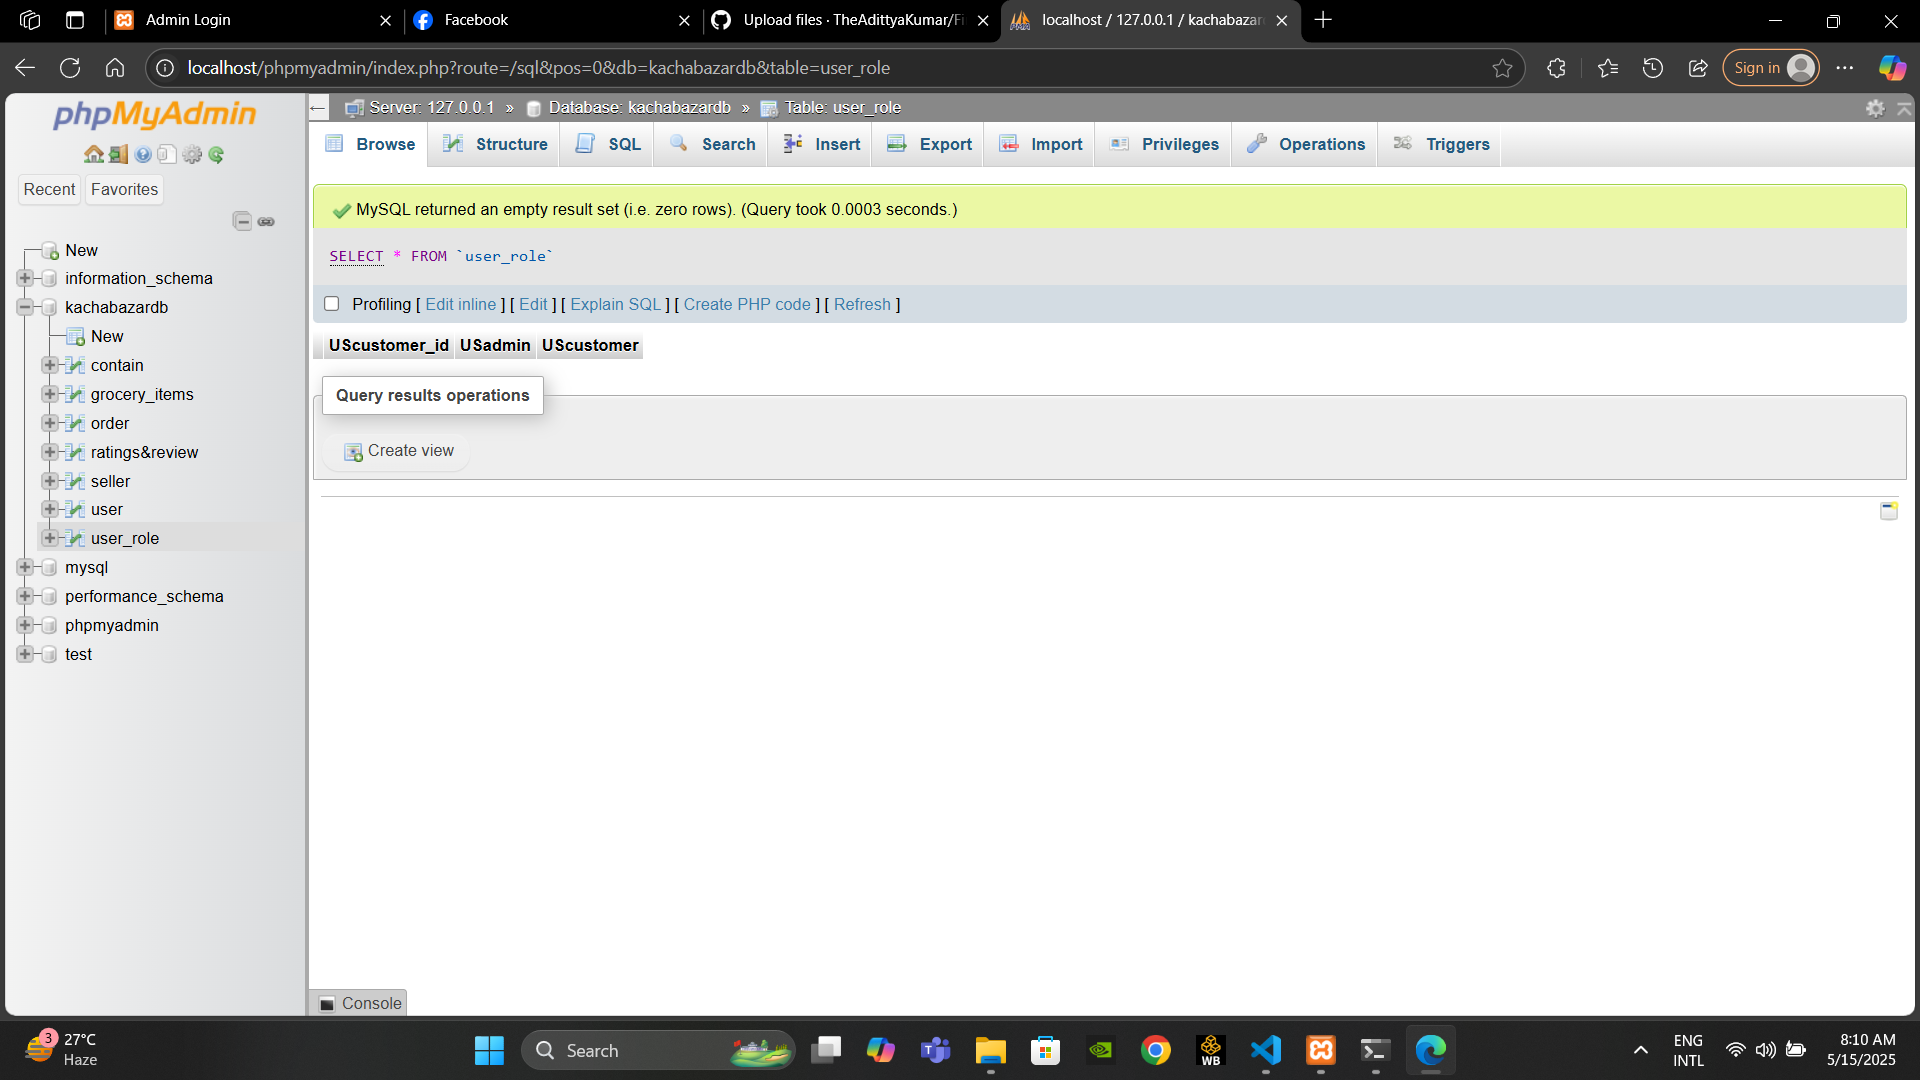 Admin Login
Facebook
Upload files · TheAdittyaKumar/Fi
localhost / 127.0.0.1 / kachabazar
localhost/phpmyadmin/index.php?route=/sql&pos=0&db=kachabazardb&table=user_role
Sign in
phpMyAdmin
Recent
Favorites
New
information_schema
kachabazardb
New
contain
grocery_items
order
ratings&review
seller
user
user_role
mysql
performance_schema
phpmyadmin
test
Server: 127.0.0.1 » Database: kachabazardb » Table: user_role
Browse Structure SQL Search Insert Export Import Privileges Operations Triggers
MySQL returned an empty result set (i.e. zero rows). (Query took 0.0003 seconds.)
SELECT * FROM `user_role`
Profiling [ Edit inline ] [ Edit ] [ Explain SQL ] [ Create PHP code ] [ Refresh ]
UScustomer_id USadmin UScustomer
Query results operations
Create view
Console
3
27°C
Haze
Search
WB
ENG
INTL
8:10 AM
5/15/2025